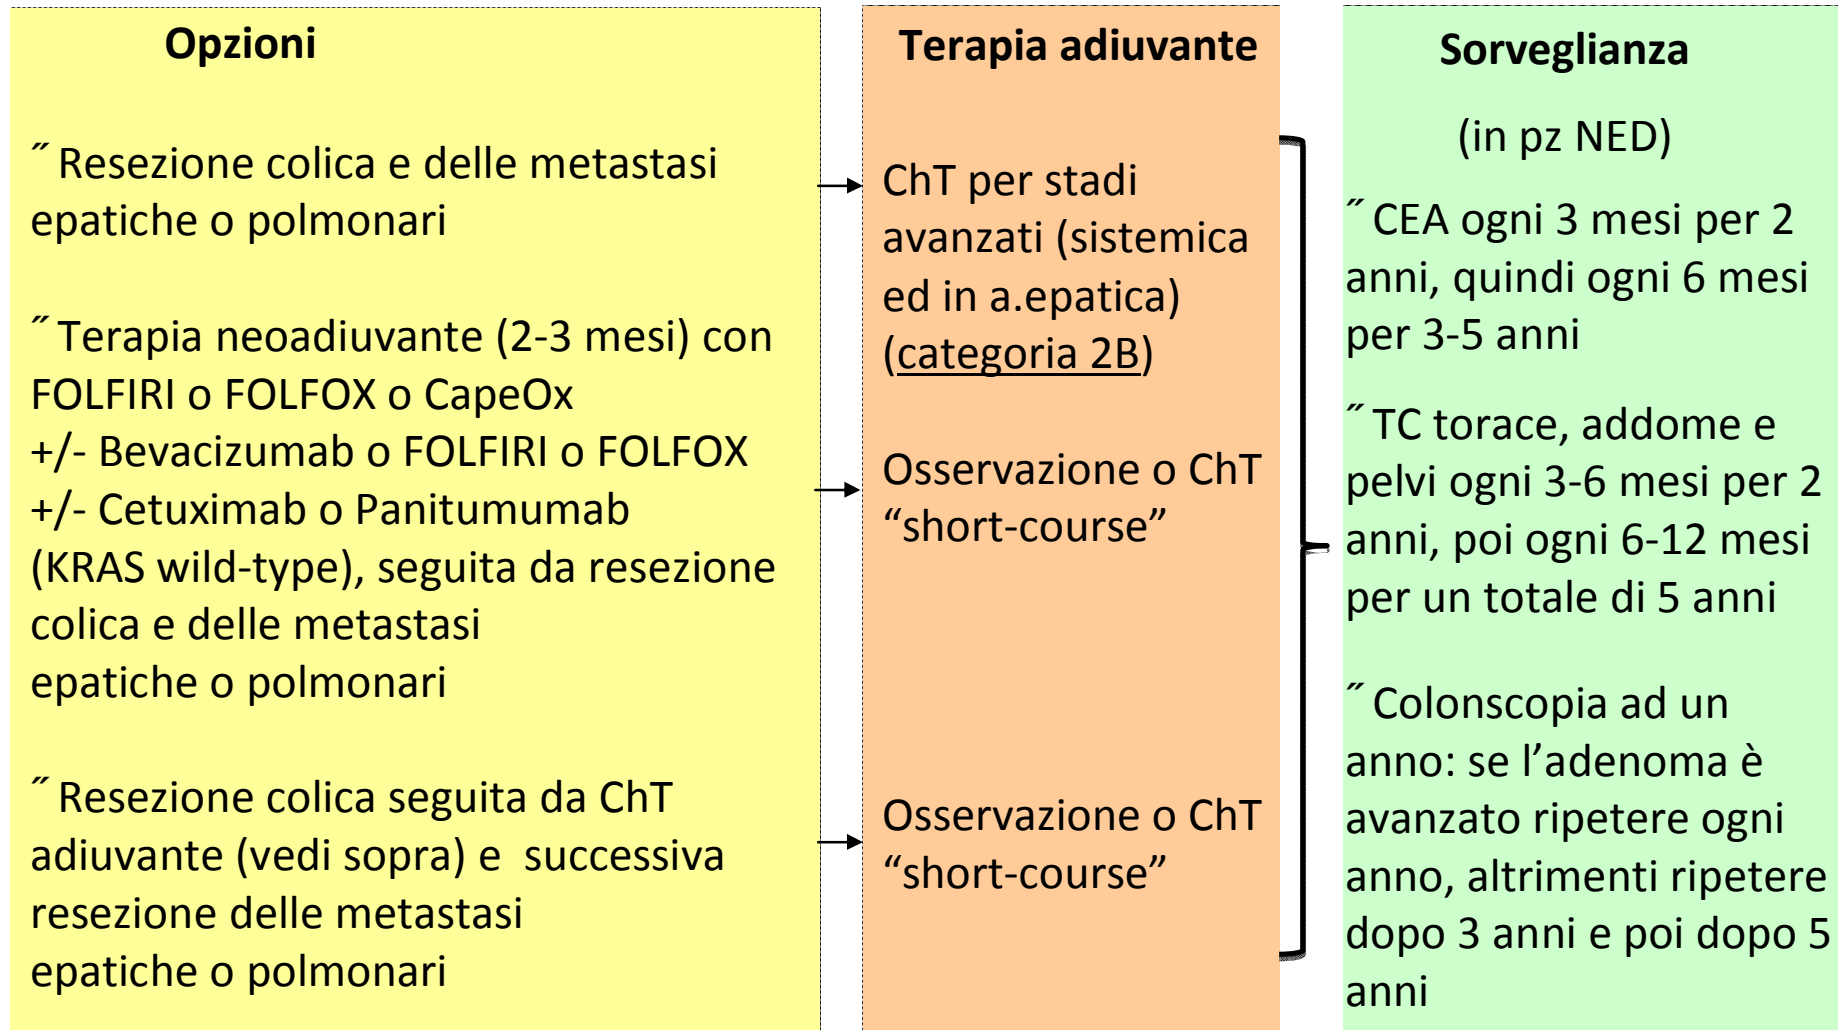 Opzioni
˝ Resezione colica e delle metastasi
epatiche o polmonari
˝ Terapia neoadiuvante (2-3 mesi) con
FOLFIRI o FOLFOX o CapeOx
+/- Bevacizumab o FOLFIRI o FOLFOX
+/- Cetuximab o Panitumumab
(KRAS wild-type), seguita da resezione
colica e delle metastasi
epatiche o polmonari
˝ Resezione colica seguita da ChT
adiuvante (vedi sopra) e  successiva
resezione delle metastasi
epatiche o polmonari
Terapia adiuvante
ChT per stadi
avanzati (sistemica
ed in a.epatica)
(categoria 2B)
Osservazione o ChT
“short-course”
Osservazione o ChT
“short-course”
Sorveglianza
(in pz NED)
˝ CEA ogni 3 mesi per 2
anni, quindi ogni 6 mesi
per 3-5 anni
˝ TC torace, addome e
pelvi ogni 3-6 mesi per 2
anni, poi ogni 6-12 mesi
per un totale di 5 anni
˝ Colonscopia ad un
anno: se l’adenoma è
avanzato ripetere ogni
anno, altrimenti ripetere
dopo 3 anni e poi dopo 5
anni